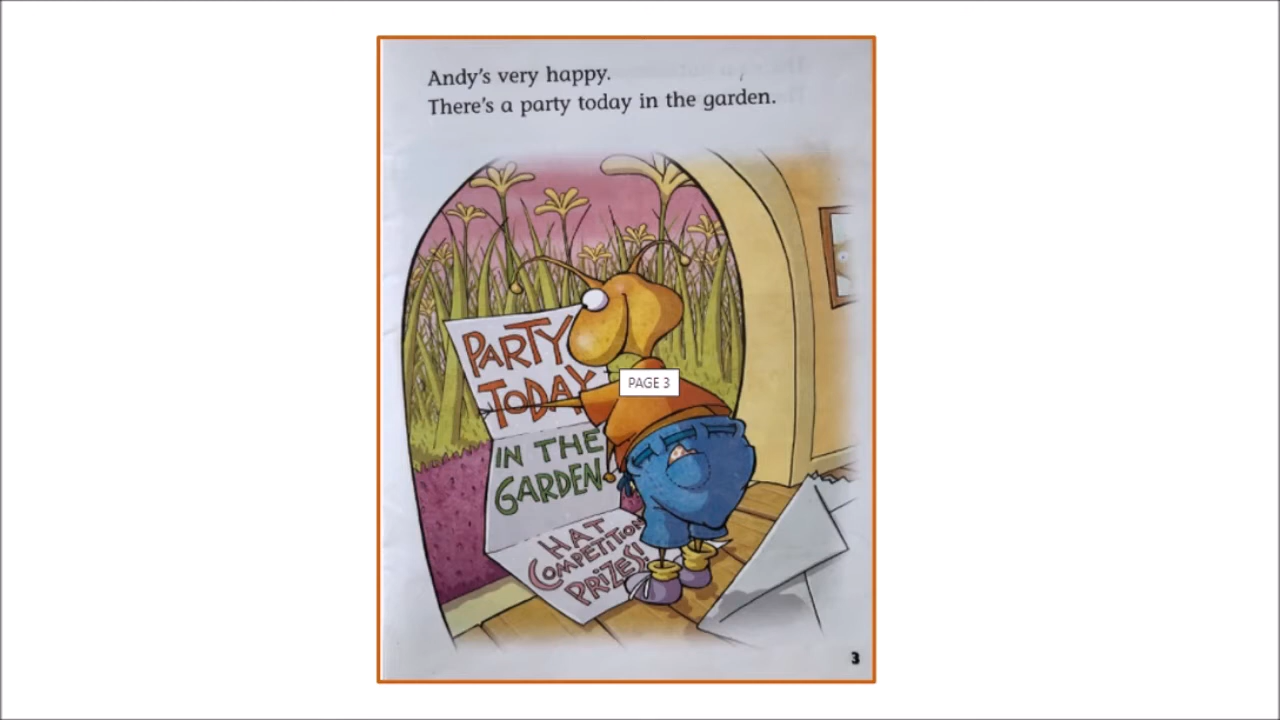 Andy's very happy.
There's a party today in the garden.
PARTY
TODAY
IN THE
GARDEN
HAT
COMPETITION
PRIZES!
PAGE 3
3